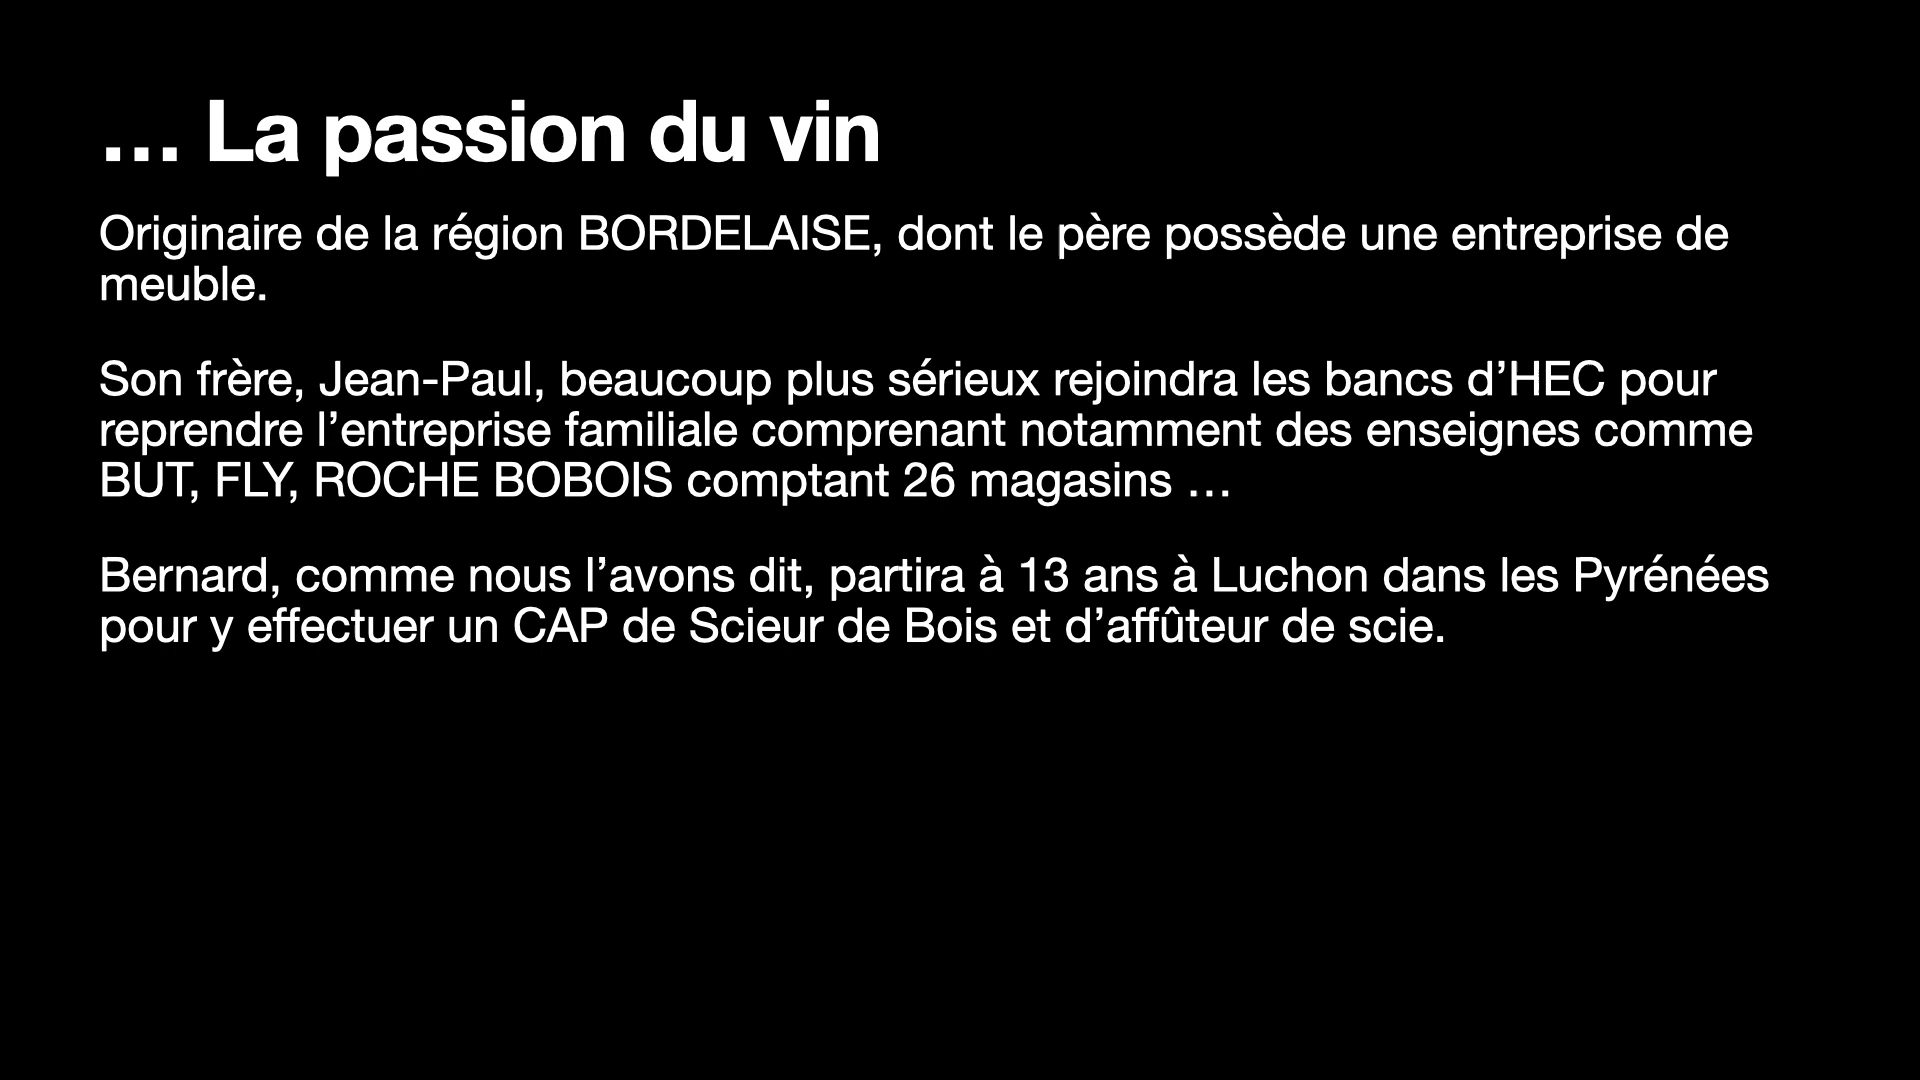 … La passion du vin
Originaire de la région BORDELAISE, dont le père possède une entreprise de
meuble.
Son frère, Jean-Paul, beaucoup plus sérieux rejoindra les bancs d’HEC pour
reprendre l’entreprise familiale comprenant notamment des enseignes comme
BUT, FLY, ROCHE BOBOIS comptant 26 magasins …
Bernard, comme nous l’avons dit, partira à 13 ans à Luchon dans les Pyrénées
pour y effectuer un CAP de Scieur de Bois et d’affûteur de scie.